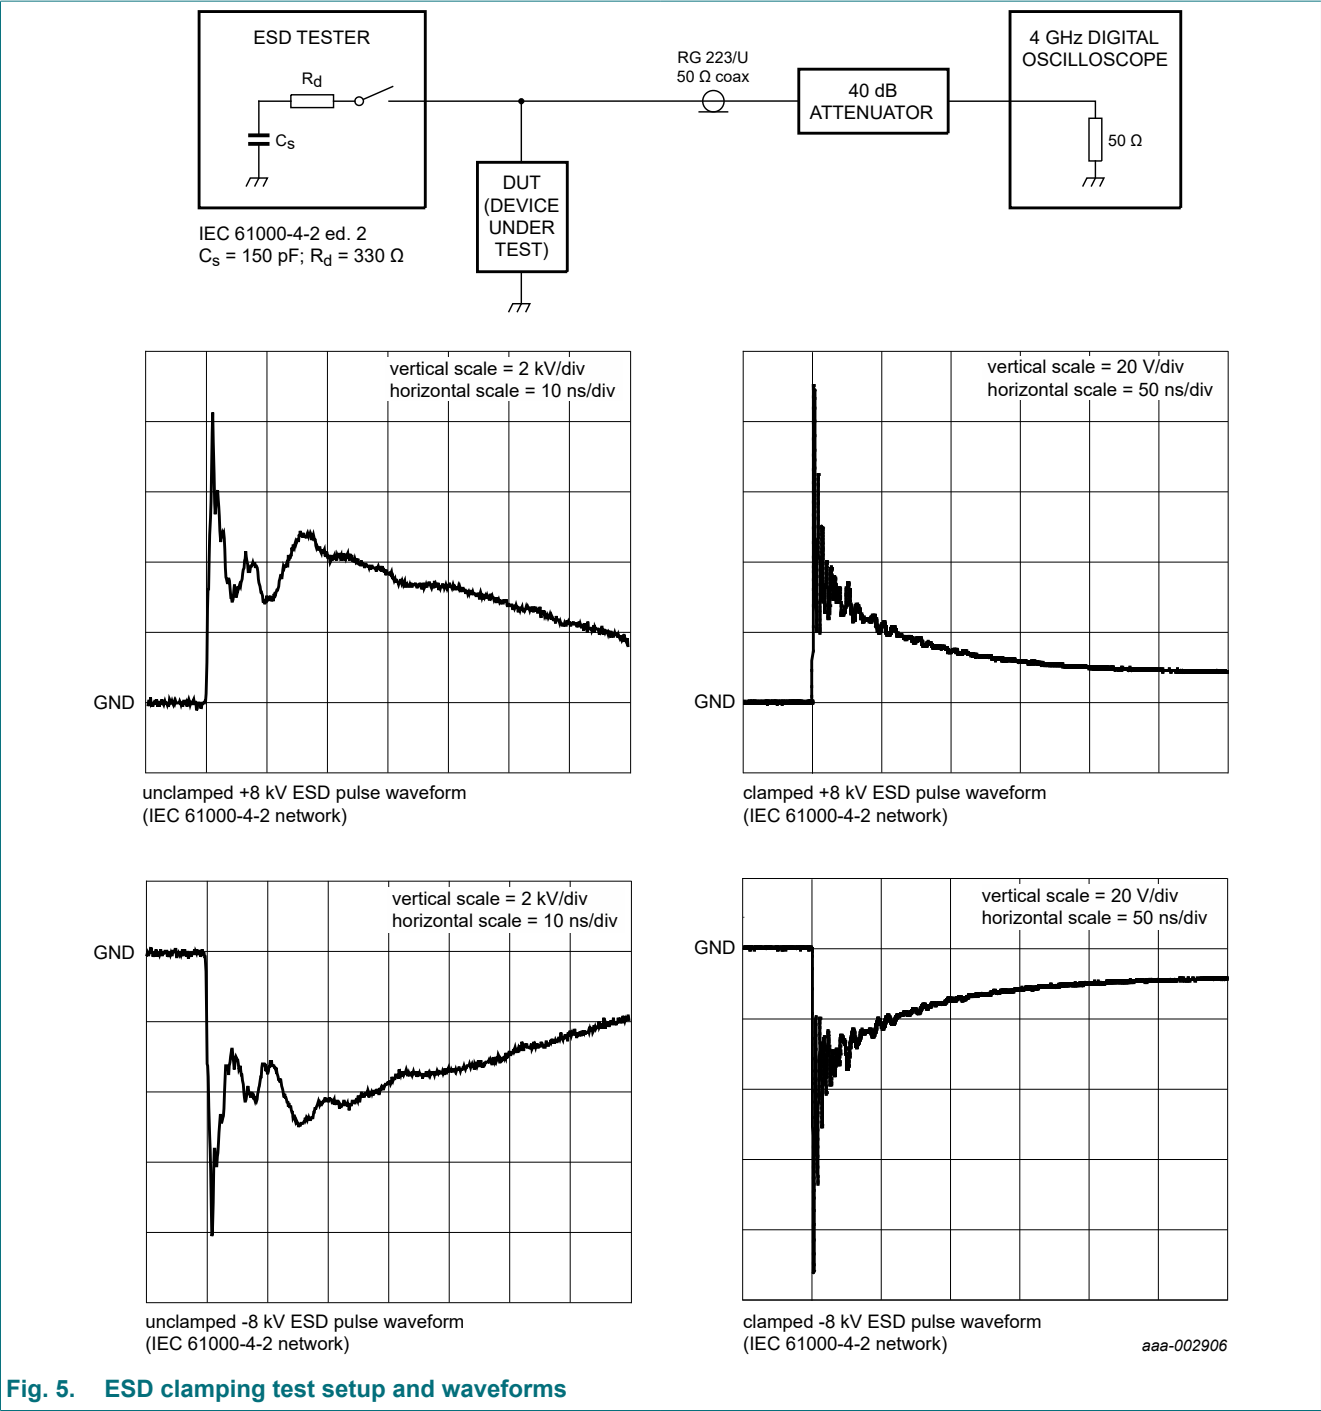 ESD TESTER
Rd
Cs
IEC 61000-4-2 ed. 2
Cs = 150 pF; Rd = 330 Ω
DUT
(DEVICE
UNDER
TEST)
RG 223/U
50 Ω coax
40 dB
ATTENUATOR
4 GHz DIGITAL
OSCILLOSCOPE
50 Ω
vertical scale = 2 kV/div
horizontal scale = 10 ns/div
GND
unclamped +8 kV ESD pulse waveform
(IEC 61000-4-2 network)
vertical scale = 20 V/div
horizontal scale = 50 ns/div
GND
clamped +8 kV ESD pulse waveform
(IEC 61000-4-2 network)
vertical scale = 2 kV/div
horizontal scale = 10 ns/div
GND
unclamped -8 kV ESD pulse waveform
(IEC 61000-4-2 network)
vertical scale = 20 V/div
horizontal scale = 50 ns/div
GND
clamped -8 kV ESD pulse waveform
(IEC 61000-4-2 network)
aaa-002906
Fig. 5. ESD clamping test setup and waveforms